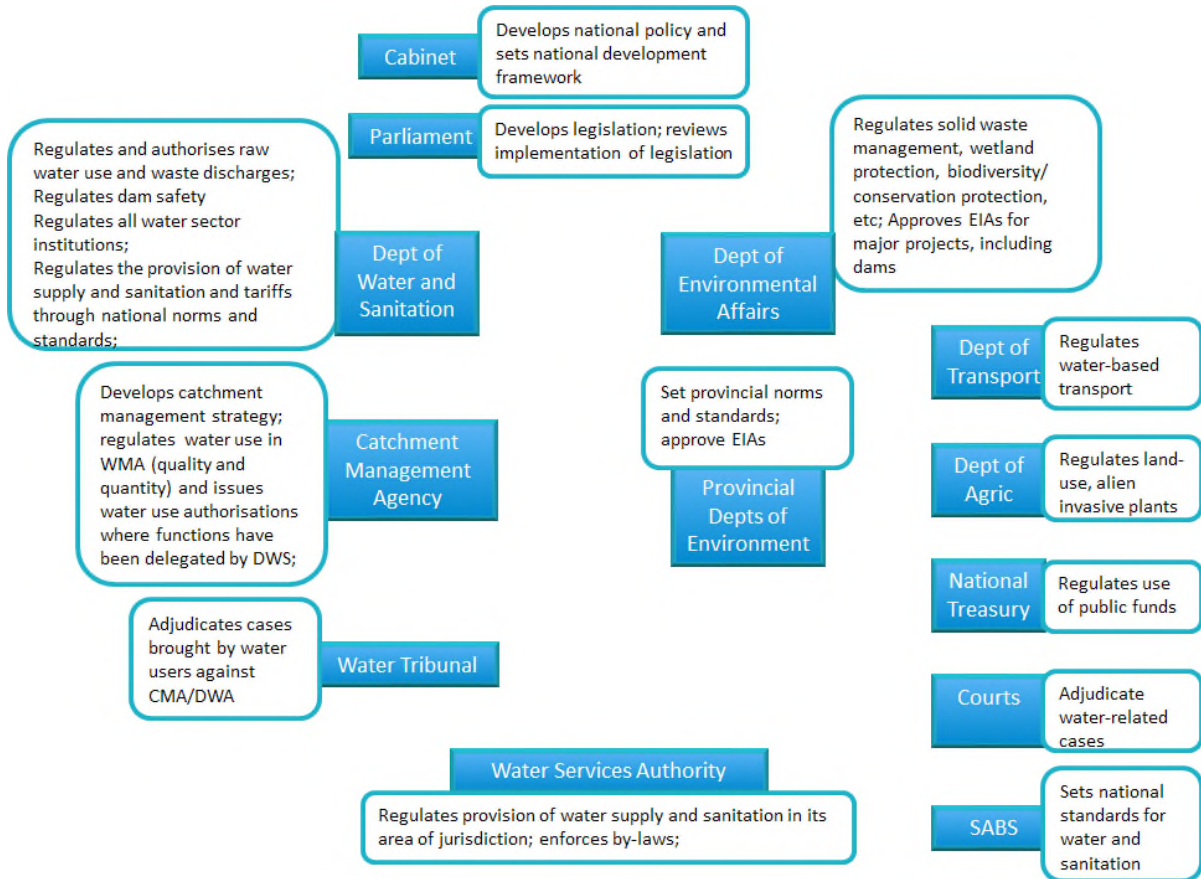 Cabinet
Develops national policy and
sets national development
framework
Parliament
Develops legislation; reviews
implementation of legislation
Regulates and authorises raw
water use and waste discharges;
Regulates dam safety
Regulates all water sector
institutions;
Regulates the provision of water
supply and sanitation and tariffs
through national norms and
standards;
Dept of
Water and
Sanitation
Regulates solid waste
management, wetland
protection, biodiversity/
conservation protection,
etc; Approves EIAs for
major projects, including
dams
Dept of
Environmental
Affairs
Dept of
Transport
Regulates
water-based
transport
Develops catchment
management strategy;
regulates water use in
WMA (quality and
quantity) and issues
water use authorisations
where functions have
been delegated by DWS;
Catchment
Management
Agency
Set provincial norms
and standards;
approve EIAs
Provincial
Depts of
Environment
Dept of
Agric
Regulates land-
use, alien
invasive plants
National
Treasury
Regulates use
of public funds
Adjudicates cases
brought by water
users against
CMA/DWA
Water Tribunal
Courts
Adjudicate
water-related
cases
Water Services Authority
Regulates provision of water supply and sanitation in its
area of jurisdiction; enforces by-laws;
SABS
Sets national
standards for
water and
sanitation